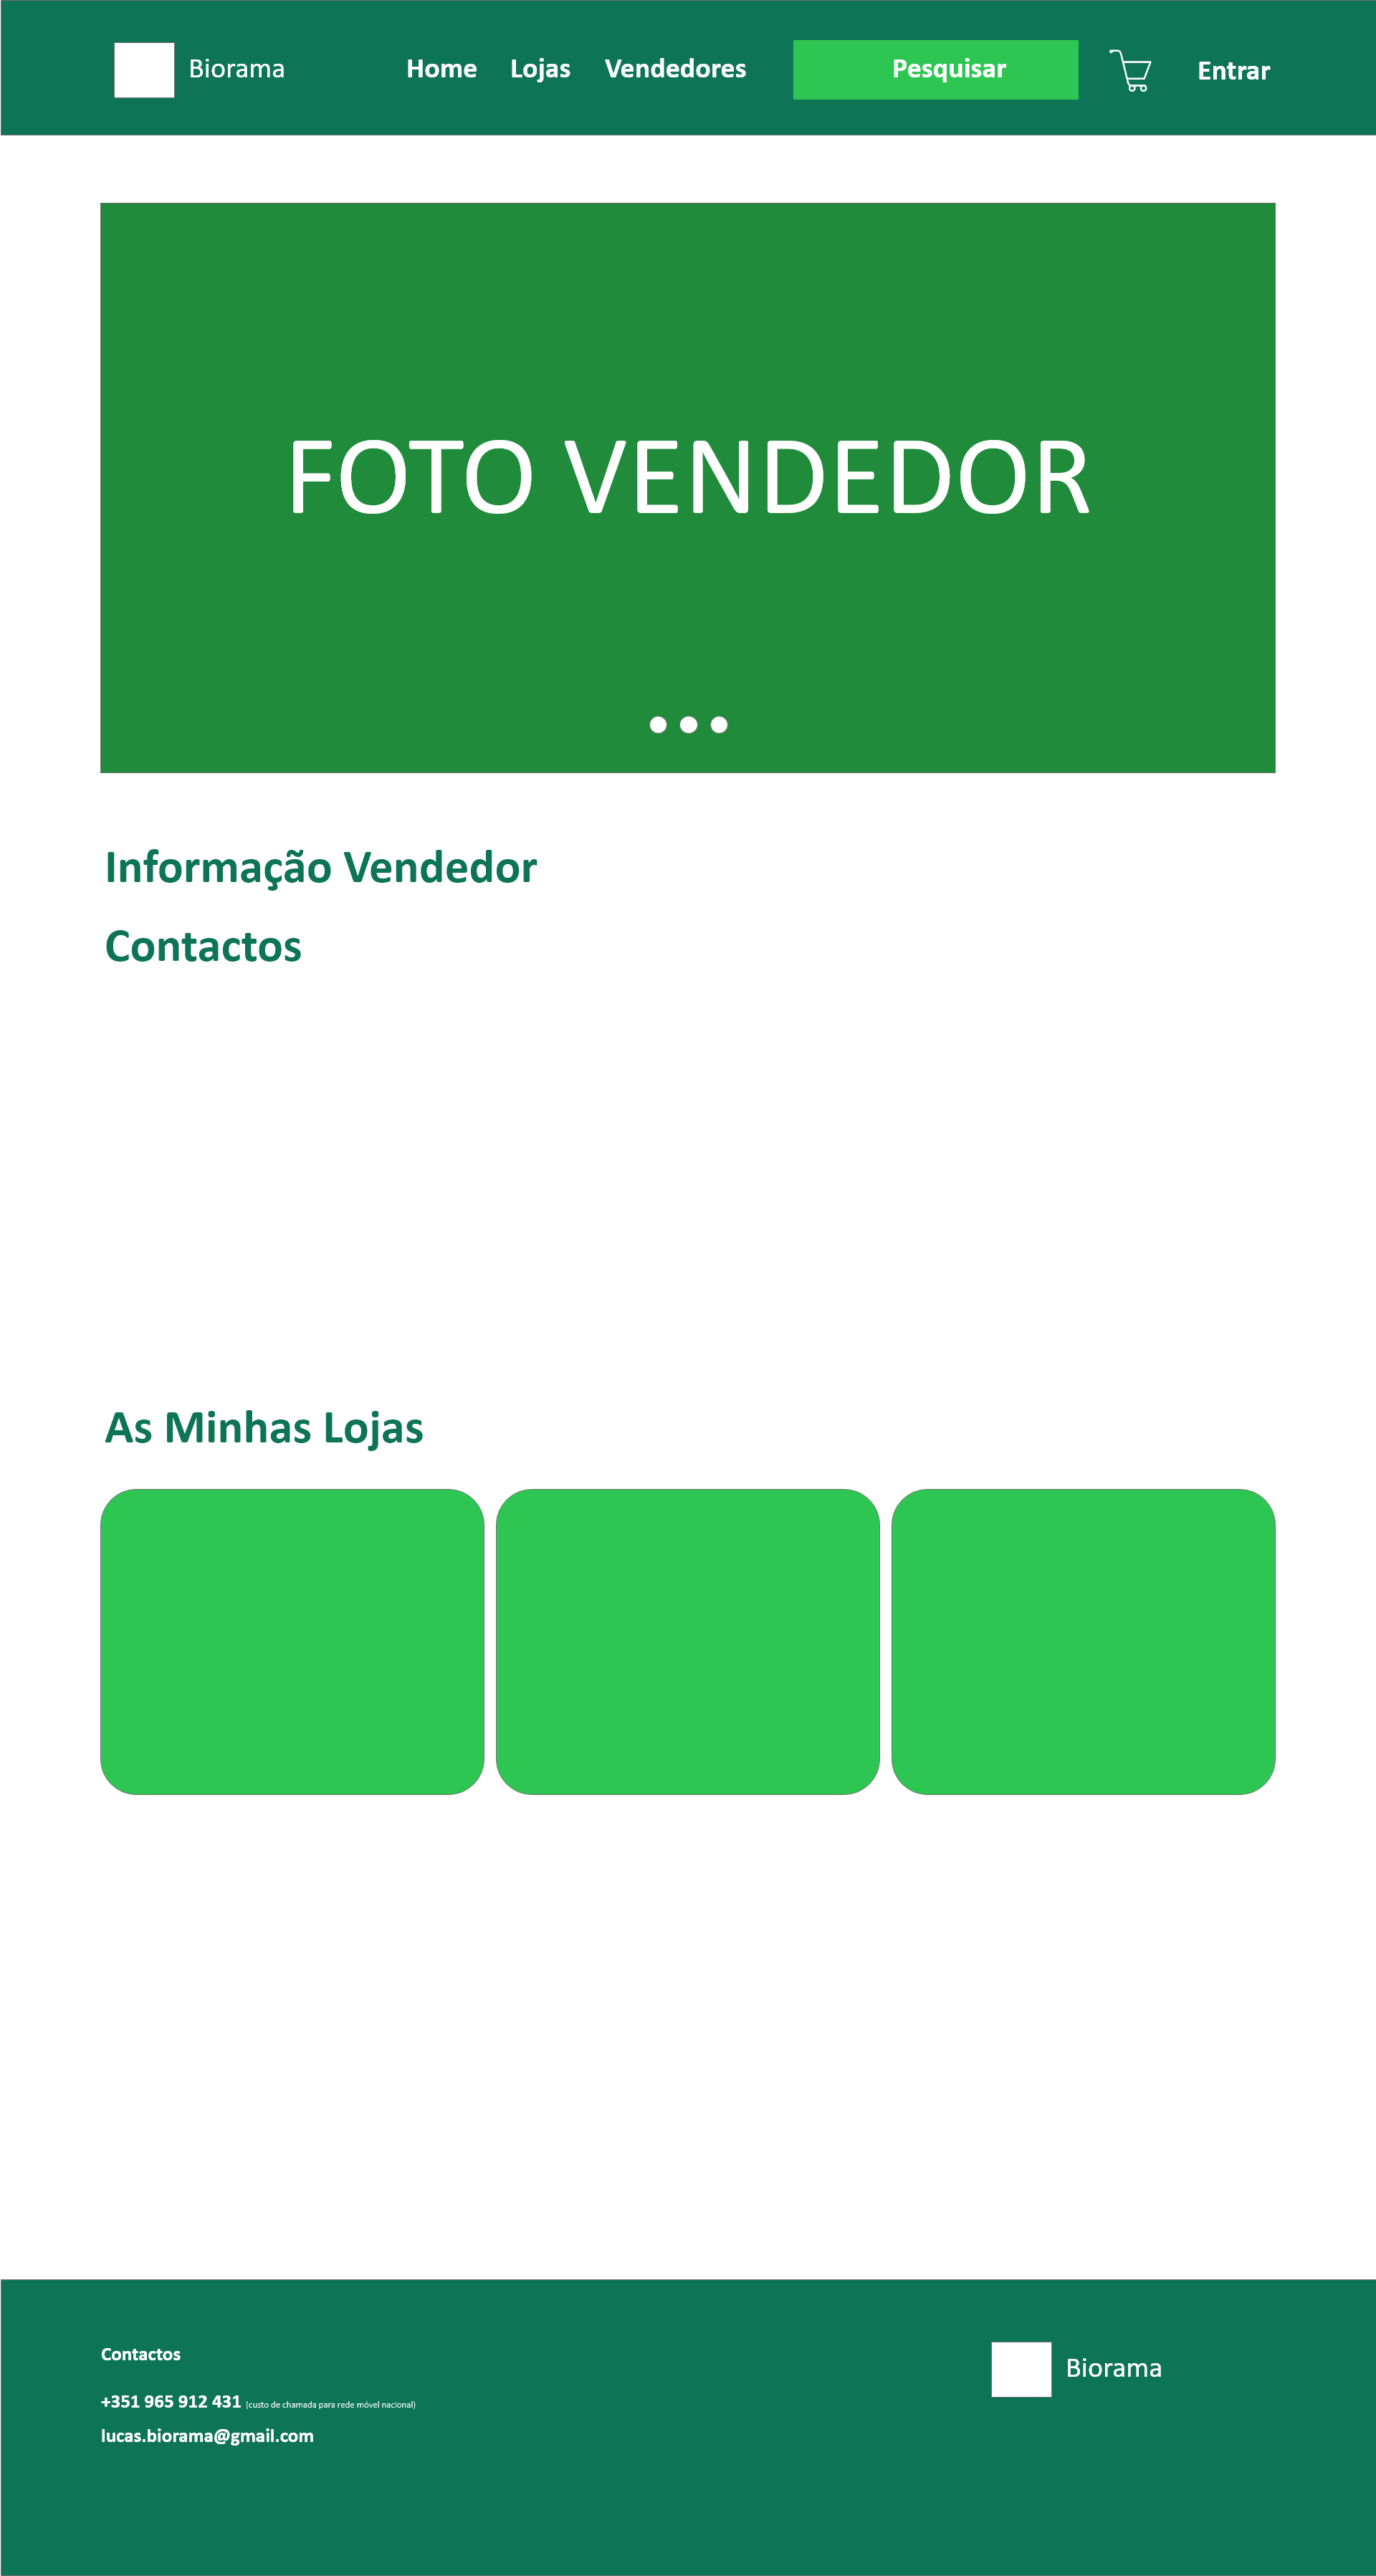 Biorama Home Lojas Vendedores Pesquisar Entrar
FOTO VENDEDOR
Informação Vendedor
Contactos
As Minhas Lojas
Contactos
+351 965 912 431 (custo de chamada para rede móvel nacional)
lucas.biorama@gmail.com
Biorama